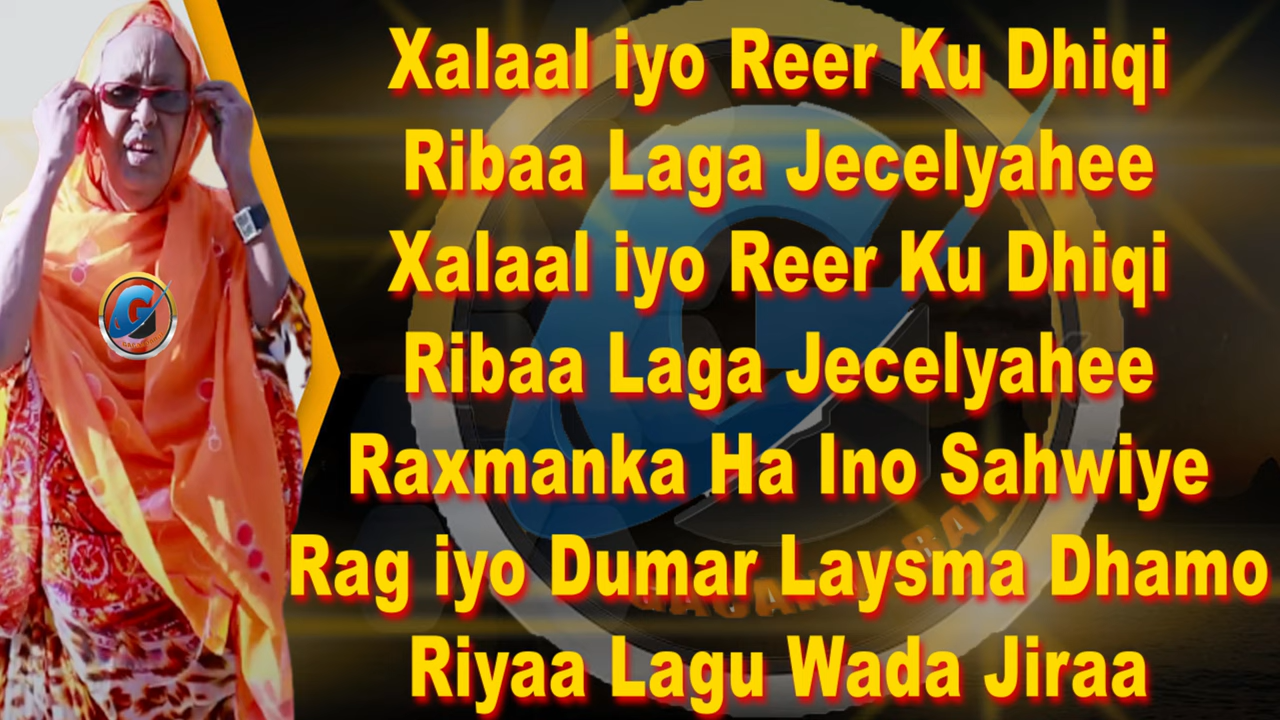 Xalaal iyo Reer Ku Dhiqi
Ribaa Laga Jecelyahee
Xalaal iyo Reer Ku Dhiqi
Ribaa Laga Jecelyahee
Raxmanka Ha Ino Sahwiye
Rag iyo Dumar Laysma Dhamo
Riyaa Lagu Wada Jiraa